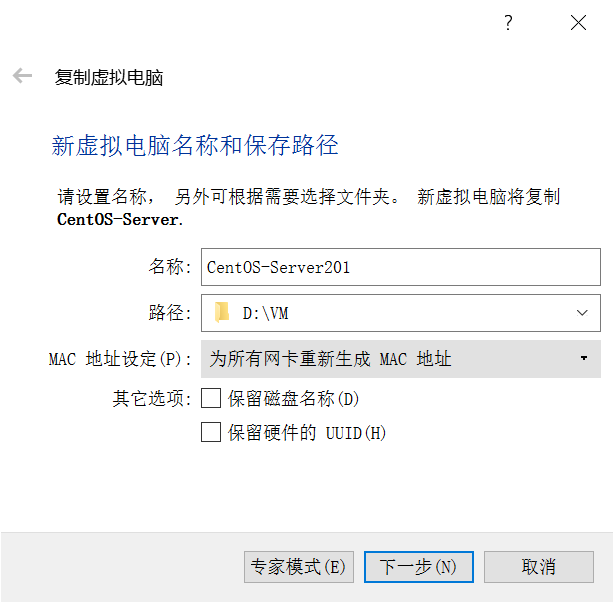 ?
复制虚拟电脑
新虚拟电脑名称和保存路径
请设置名称， 另外可根据需要选择文件夹。 新虚拟电脑将复制
CentOS-Server.
名称: CentOS-Server201
路径: D:\VM
MAC 地址设定(P): 为所有网卡重新生成 MAC 地址
其它选项: 保留磁盘名称(D)
保留硬件的 UUID(H)
专家模式(E) 下一步(N) 取消